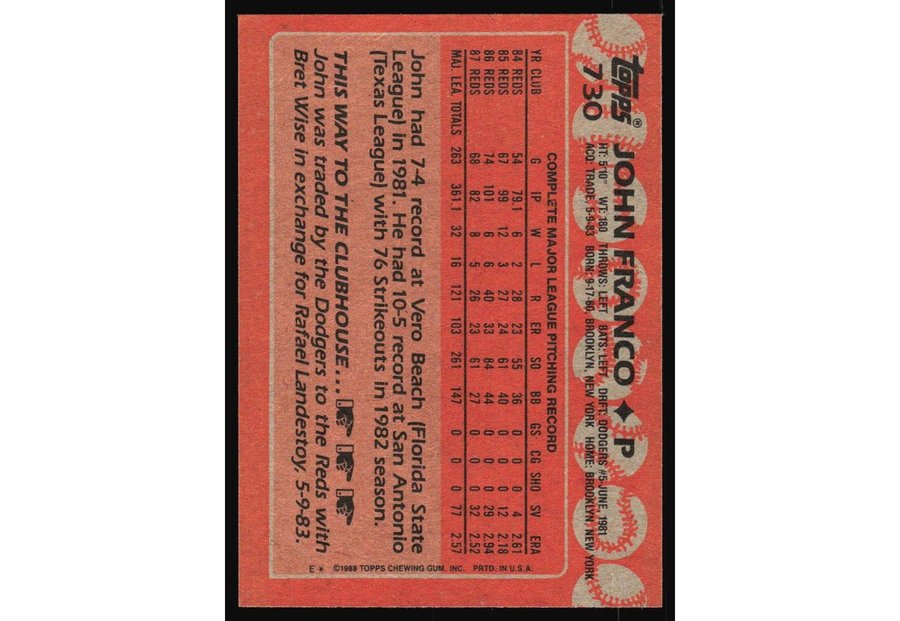 topps®
730
JOHN FRANCO ♦ P
HT: 5'10" WT: 180 THROWS: LEFT BATS: LEFT DRFT: DODGERS #5-JUNE, 1981
ACQ: TRADE, 5-9-83 BORN: 9-17-60, BROOKLYN, NEW YORK HOME: BROOKLYN, NEW YORK
COMPLETE MAJOR LEAGUE PITCHING RECORD
YR CLUB G IP W L R ER SO BB GS CG SHO SV ERA
84 REDS 54 79.1 6 2 28 23 55 36 0 0 0 4 2.61
85 REDS 67 99 12 3 27 24 61 40 0 0 0 12 2.18
86 REDS 74 101 6 6 40 33 84 44 0 0 0 29 2.94
87 REDS 68 82 8 5 26 23 61 27 0 0 0 32 2.52
MAJ. LEA. TOTALS 263 361.1 32 16 121 103 261 147 0 0 0 77 2.57
John had 7-4 record at Vero Beach (Florida State
League) in 1981. He had 10-5 record at San Antonio
(Texas League) with 76 Strikeouts in 1982 season.
THIS WAY TO THE CLUBHOUSE...
John was traded by the Dodgers to the Reds with
Bret Wise in exchange for Rafael Landestoy, 5-9-83.
E * ©1988 TOPPS CHEWING GUM, INC. PRTD. IN U.S.A.